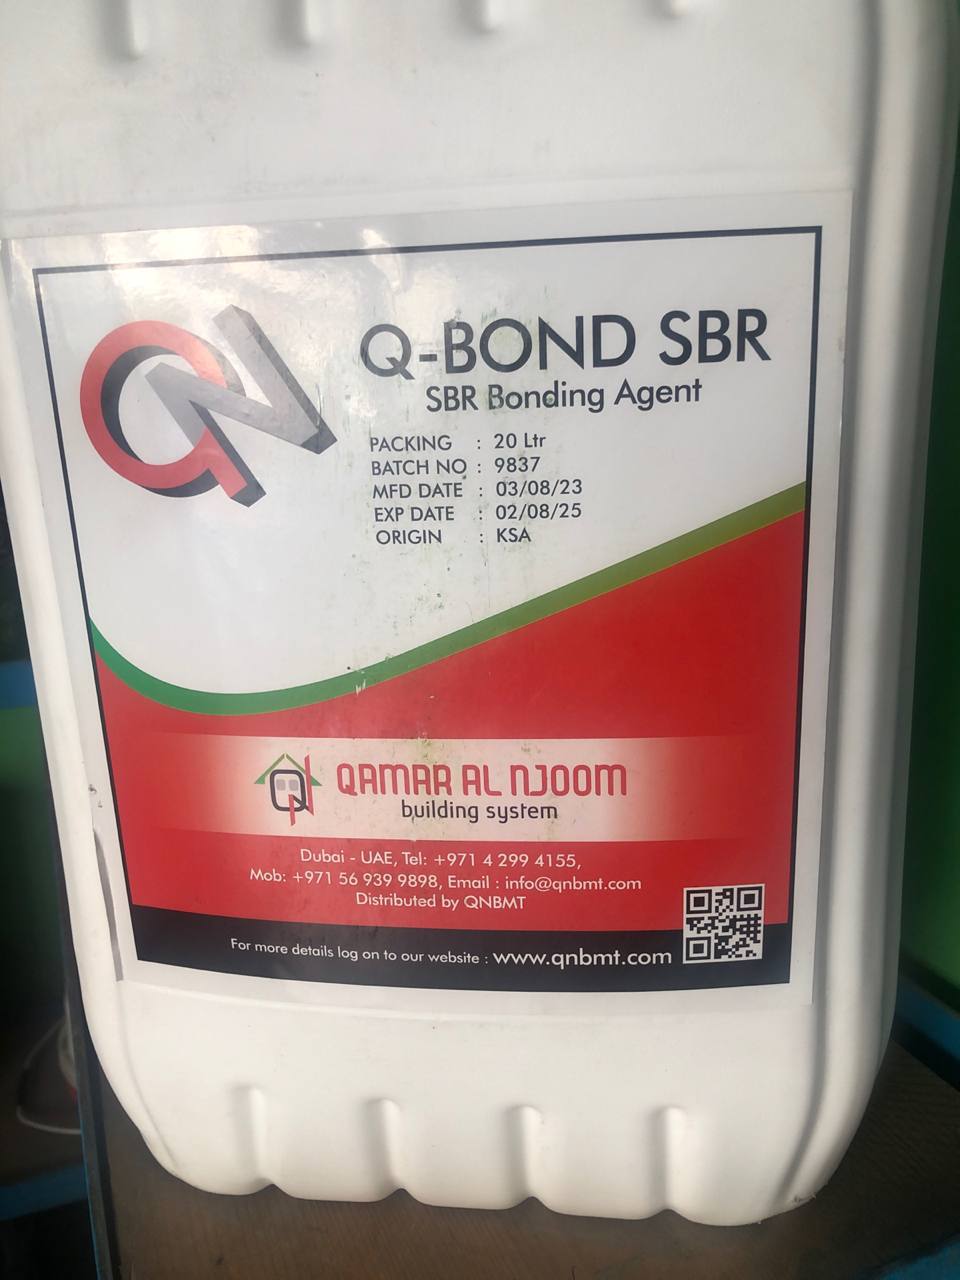 QN
Q-BOND SBR
SBR Bonding Agent
PACKING : 20 Ltr
BATCH NO : 9837
MFD DATE : 03/08/23
EXP DATE : 02/08/25
ORIGIN : KSA
QAMAR AL NJOOM
building system
Dubai - UAE, Tel: +971 4 299 4155,
Mob: +971 56 939 9898, Email : info@qnbmt.com
Distributed by QNBMT
For more details log on to our website : www.qnbmt.com